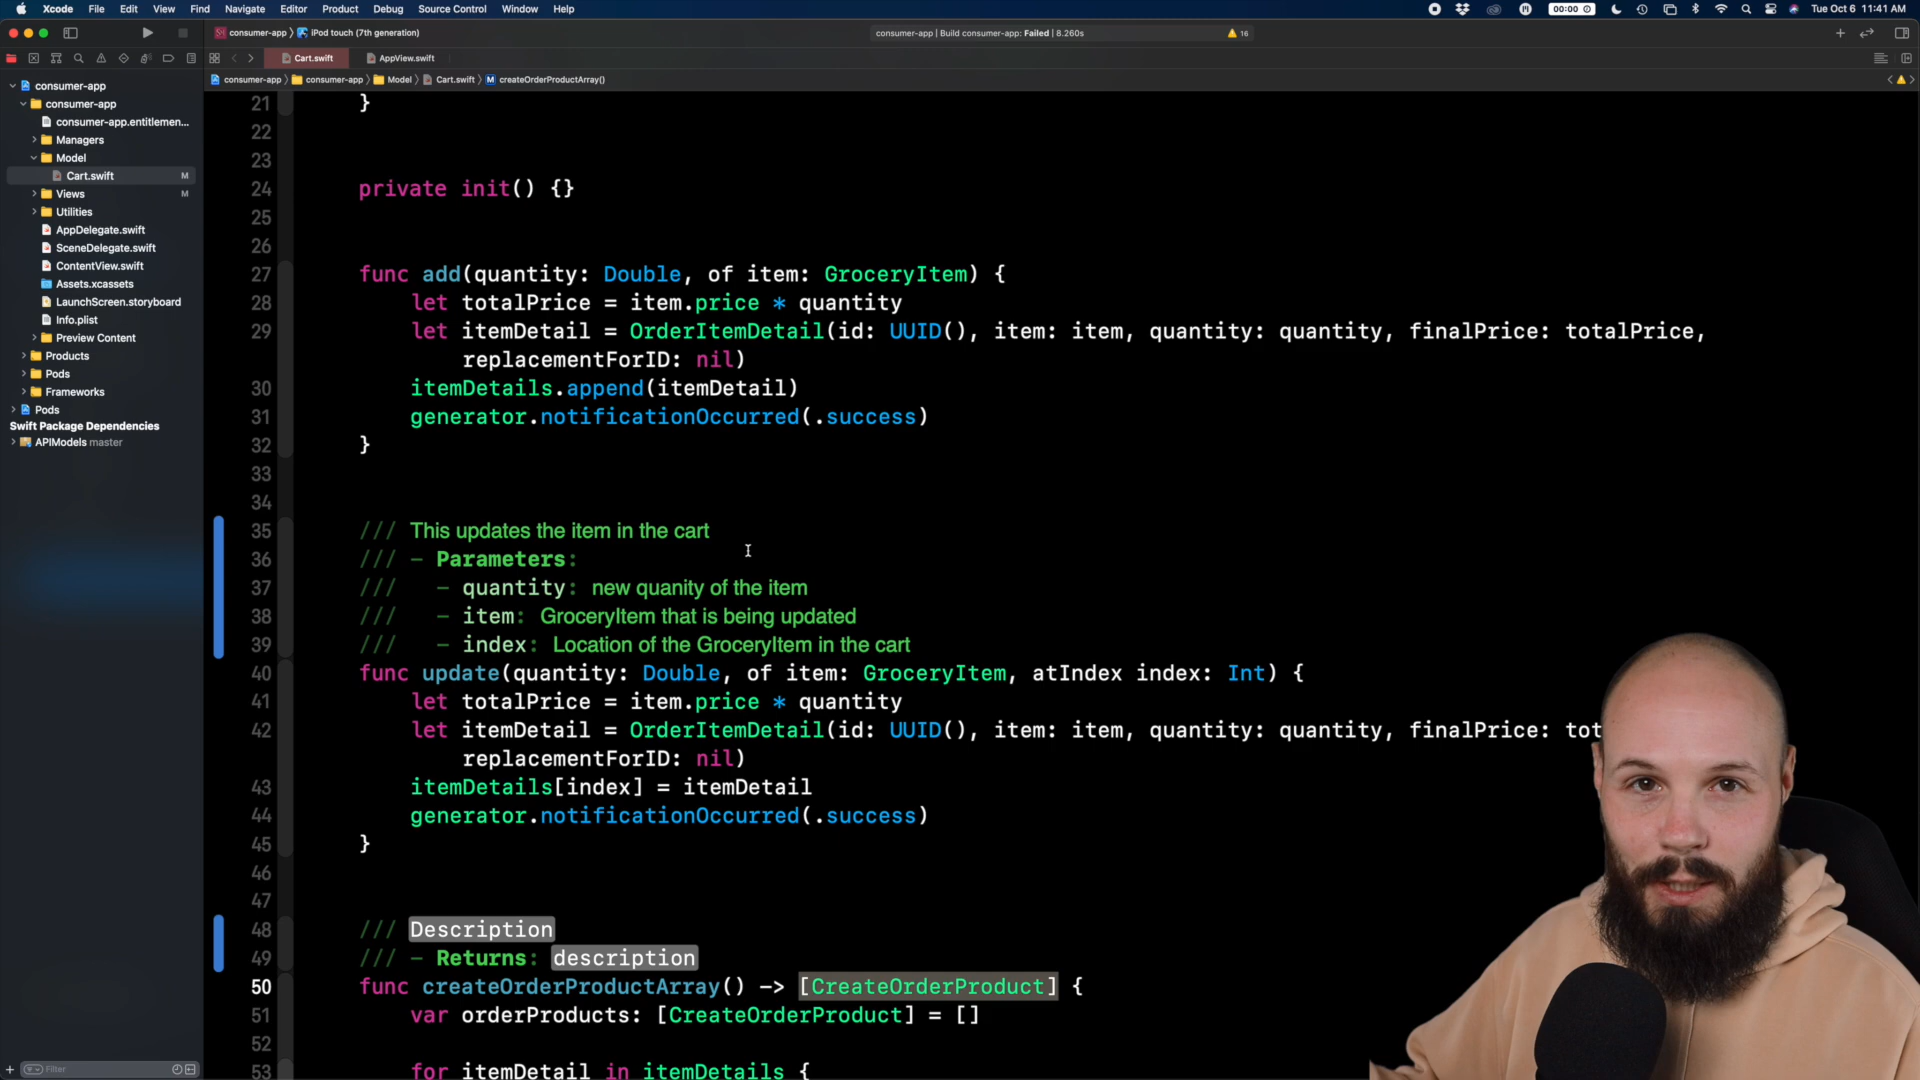 Xcode File Edit View Find Navigate Editor Product Debug Source Control Window Help
00:00
Tue Oct 6 11:41 AM
consumer-app iPod touch (7th generation)
consumer-app | Build consumer-app: Failed | 8.260s
16
Cart.swift
AppView.swift
consumer-app consumer-app Model Cart.swift M createOrderProductArray()
consumer-app
consumer-app
consumer-app.entitlemen...
Managers
Model
Cart.swift M
Views M
Utilities
AppDelegate.swift
SceneDelegate.swift
ContentView.swift
Assets.xcassets
LaunchScreen.storyboard
Info.plist
Preview Content
Products
Pods
Frameworks
Pods
Swift Package Dependencies
APIModels master
Filter
21 }
22
23
24 private init() {}
25
26
27 func add(quantity: Double, of item: GroceryItem) {
28 let totalPrice = item.price * quantity
29 let itemDetail = OrderItemDetail(id: UUID(), item: item, quantity: quantity, finalPrice: totalPrice,
replacementForID: nil)
30 itemDetails.append(itemDetail)
31 generator.notificationOccurred(.success)
32 }
33
34
35 /// This updates the item in the cart
36 /// - Parameters:
37 /// - quantity: new quanity of the item
38 /// - item: GroceryItem that is being updated
39 /// - index: Location of the GroceryItem in the cart
40 func update(quantity: Double, of item: GroceryItem, atIndex index: Int) {
41 let totalPrice = item.price * quantity
42 let itemDetail = OrderItemDetail(id: UUID(), item: item, quantity: quantity, finalPrice: tot
replacementForID: nil)
43 itemDetails[index] = itemDetail
44 generator.notificationOccurred(.success)
45 }
46
47
48 /// Description
49 /// - Returns: description
50 func createOrderProductArray() -> [CreateOrderProduct] {
51 var orderProducts: [CreateOrderProduct] = []
52
53 for itemDetail in itemDetails {